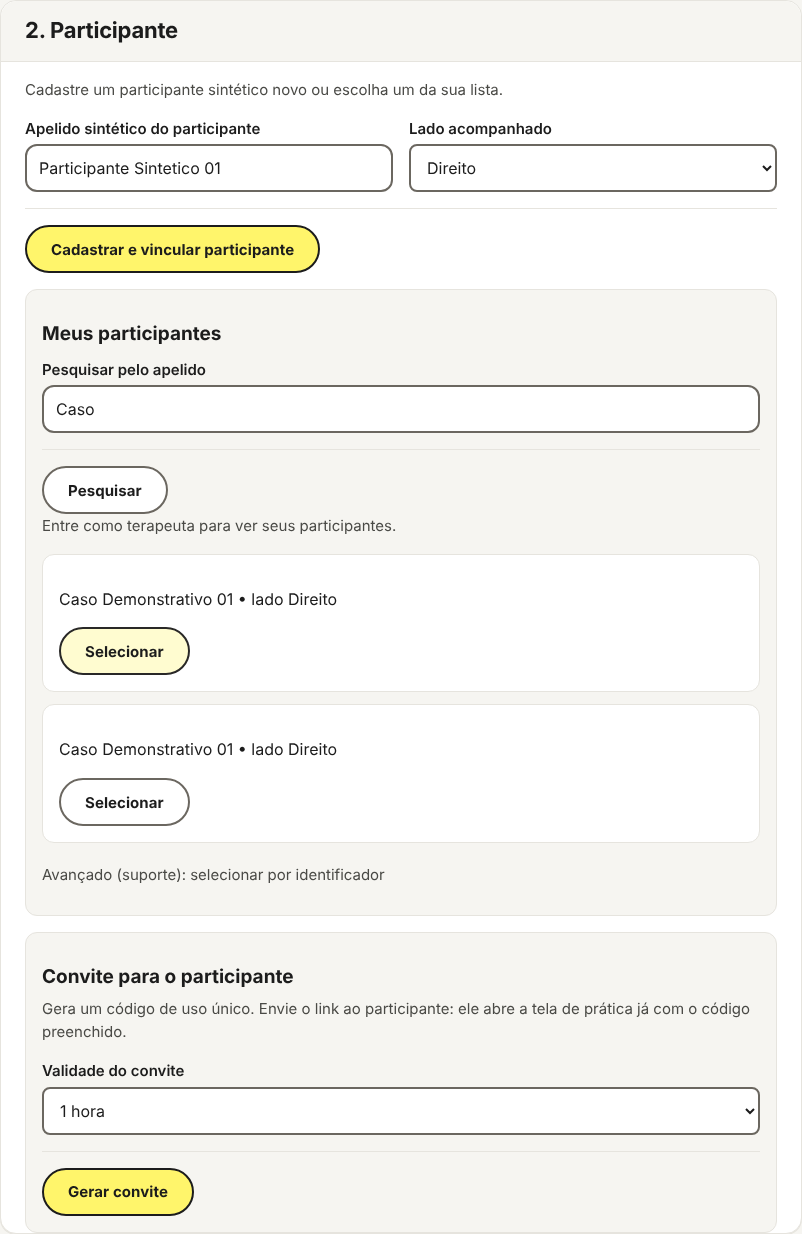 2. Participante
Cadastre um participante sintético novo ou escolha um da sua lista.
Apelido sintético do participante
Lado acompanhado
Participante Sintetico 01
Direito
Cadastrar e vincular participante
Meus participantes
Pesquisar pelo apelido
Caso
Pesquisar
Entre como terapeuta para ver seus participantes.
Caso Demonstrativo 01 • lado Direito
Selecionar
Caso Demonstrativo 01 • lado Direito
Selecionar
Avançado (suporte): selecionar por identificador
Convite para o participante
Gera um código de uso único. Envie o link ao participante: ele abre a tela de prática já com o código
preenchido.
Validade do convite
1 hora
Gerar convite